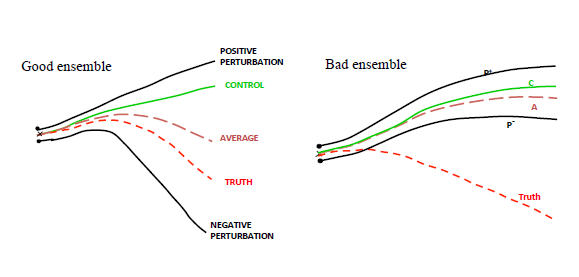 Good ensemble
POSITIVE
PERTURBATION
CONTROL
AVERAGE
TRUTH
NEGATIVE
PERTURBATION
Bad ensemble
P⁺
C
A
P⁻
Truth